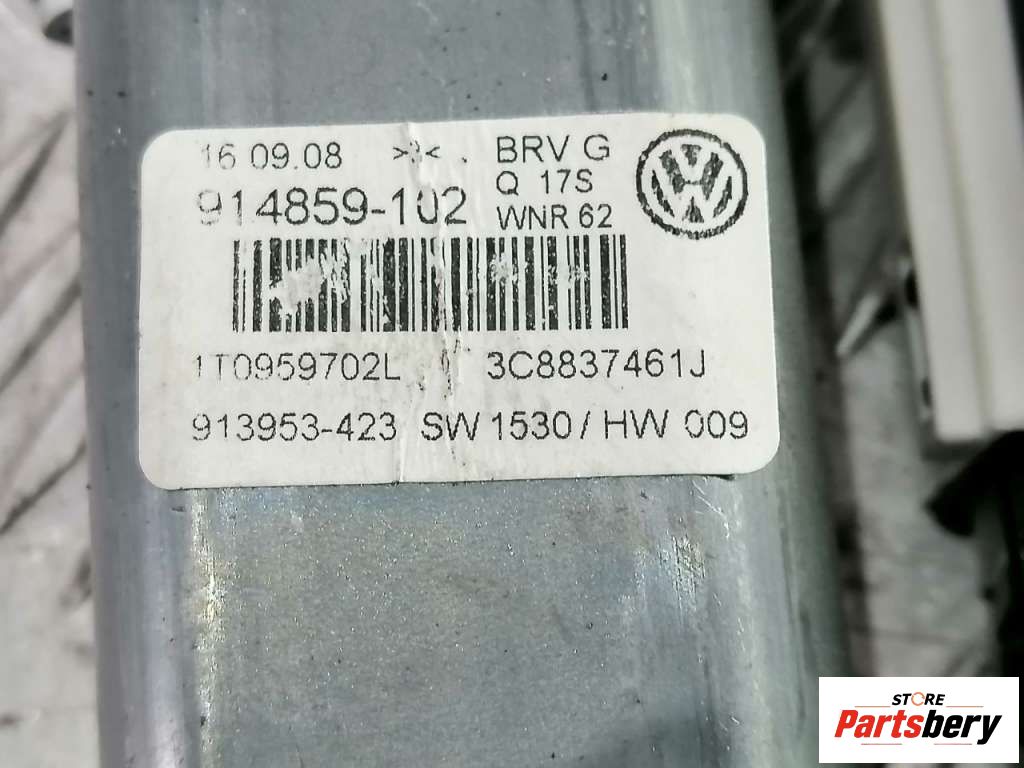 16 09.08 >2< . BRV G
Q 17S
914859-102 WNR 62
1T0959702L 3C8837461J
913953-423 SW 1530 / HW 009
STORE
Partsbery